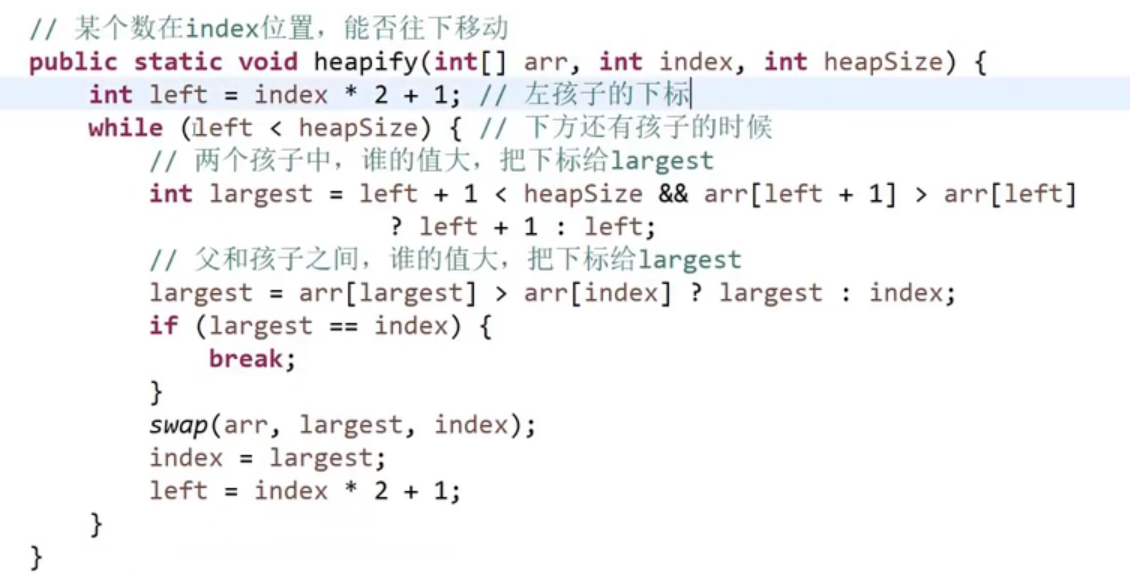 // 某个数在index位置，能否往下移动
public static void heapify(int[] arr, int index, int heapSize) {
    int left = index * 2 + 1; // 左孩子的下标
    while (left < heapSize) { // 下方还有孩子的时候
        // 两个孩子中，谁的值大，把下标给largest
        int largest = left + 1 < heapSize && arr[left + 1] > arr[left]
                        ? left + 1 : left;
        // 父和孩子之间，谁的值大，把下标给largest
        largest = arr[largest] > arr[index] ? largest : index;
        if (largest == index) {
            break;
        }
        swap(arr, largest, index);
        index = largest;
        left = index * 2 + 1;
    }
}